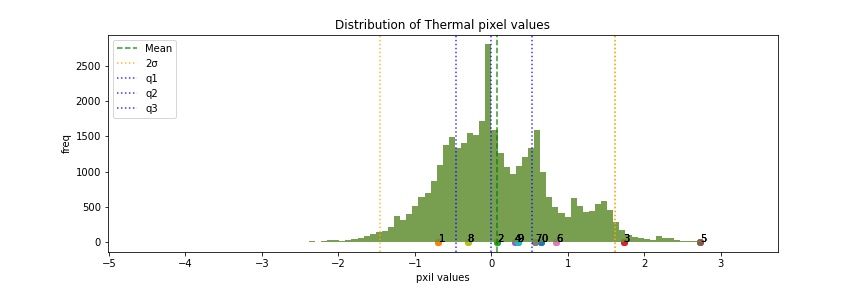 Distribution of Thermal pixel values
Mean
2σ
q1
q2
q3
freq
2500
2000
1500
1000
500
0
1 8 2 4 9 7 0 6 3 5
−5 −4 −3 −2 −1 0 1 2 3
pxil values